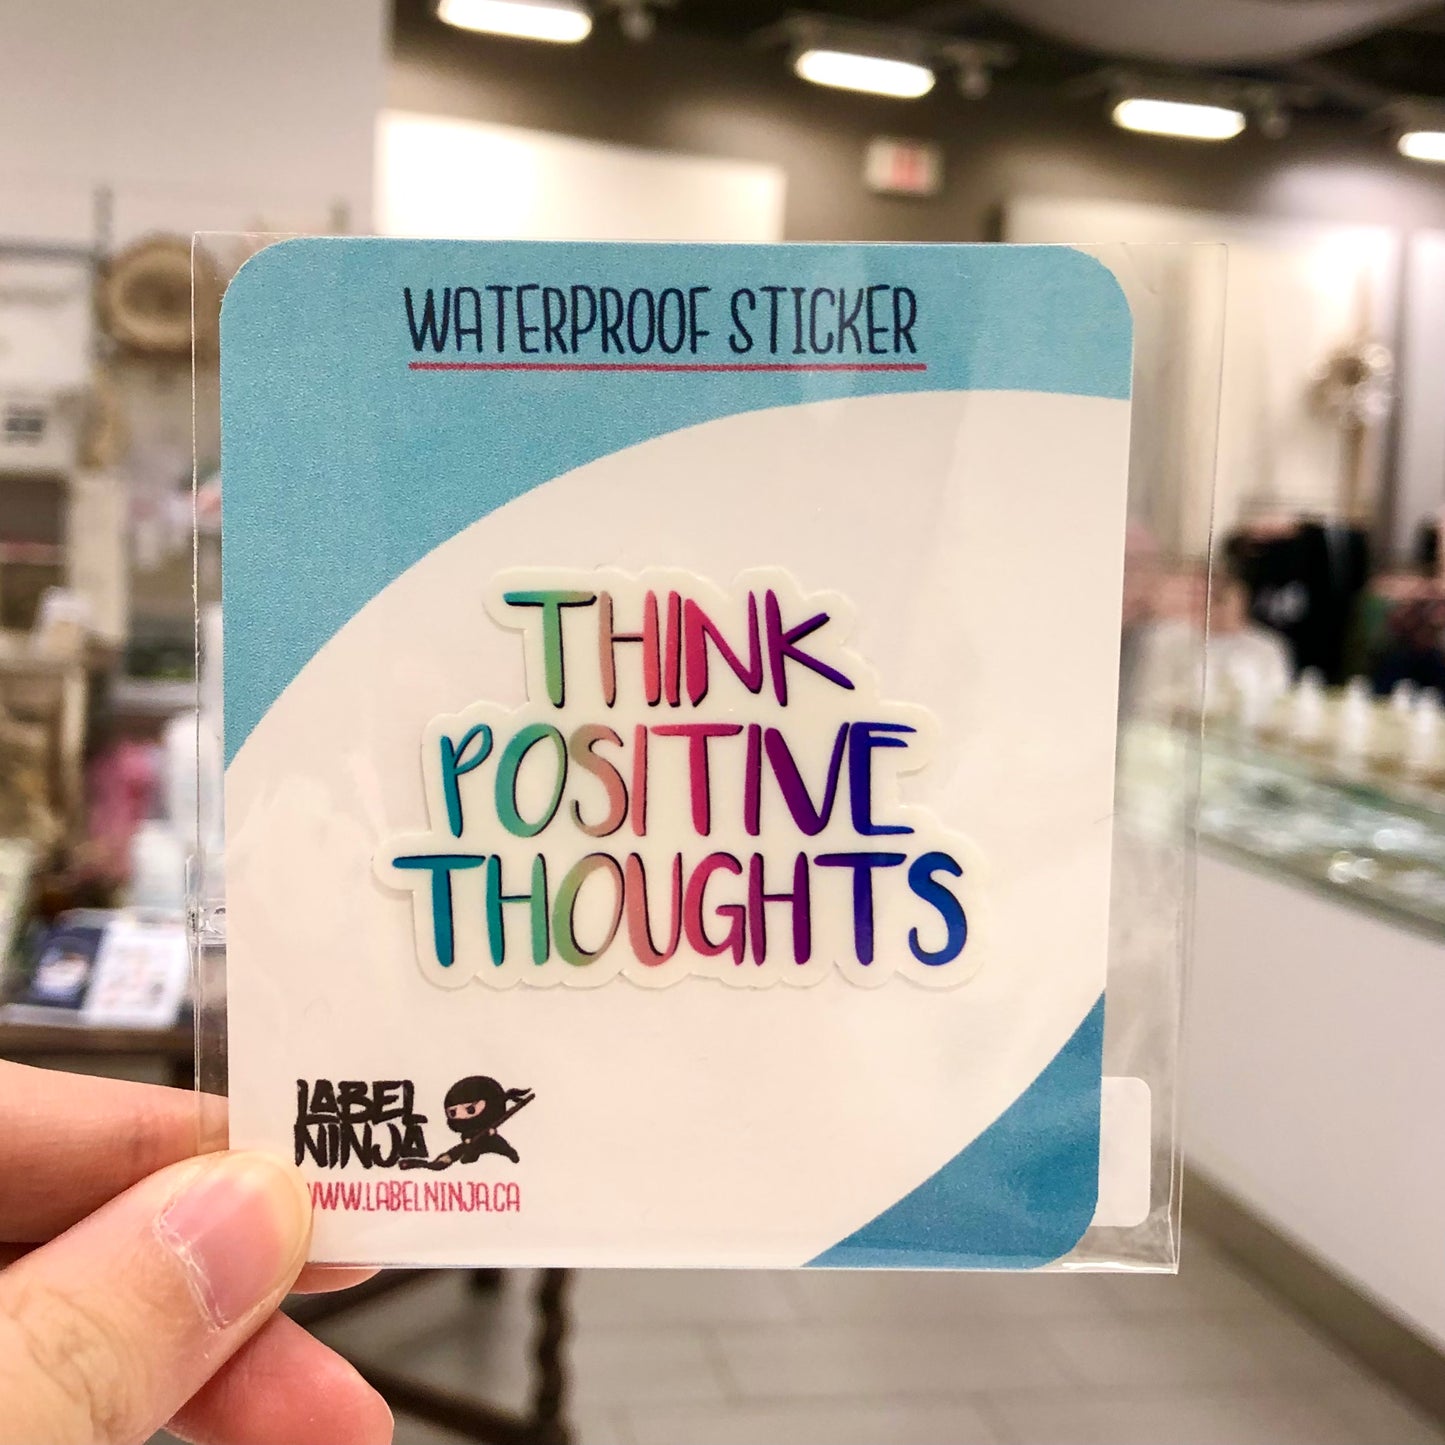 WATERPROOF STICKER
THINK
POSITIVE
THOUGHTS
LABEL
NINJA
WWW.LABELNINJA.CA